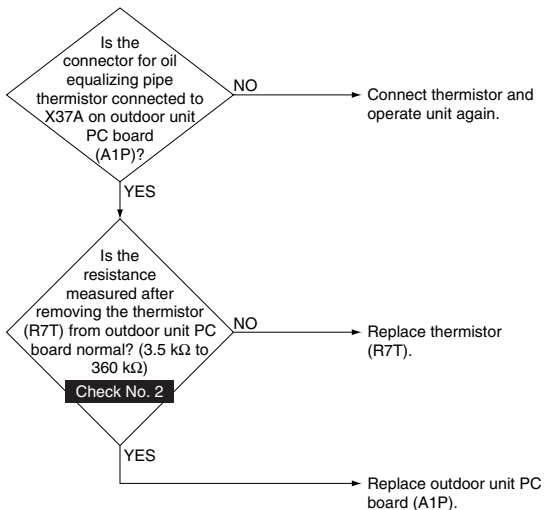 Is the
connector for oil
equalizing pipe
thermistor connected to
X37A on outdoor unit
PC board
(A1P)?
NO
Connect thermistor and
operate unit again.
YES
Is the
resistance
measured after
removing the thermistor
(R7T) from outdoor unit PC
board normal? (3.5 kΩ to
360 kΩ)
Check No. 2
NO
Replace thermistor
(R7T).
YES
Replace outdoor unit PC
board (A1P).